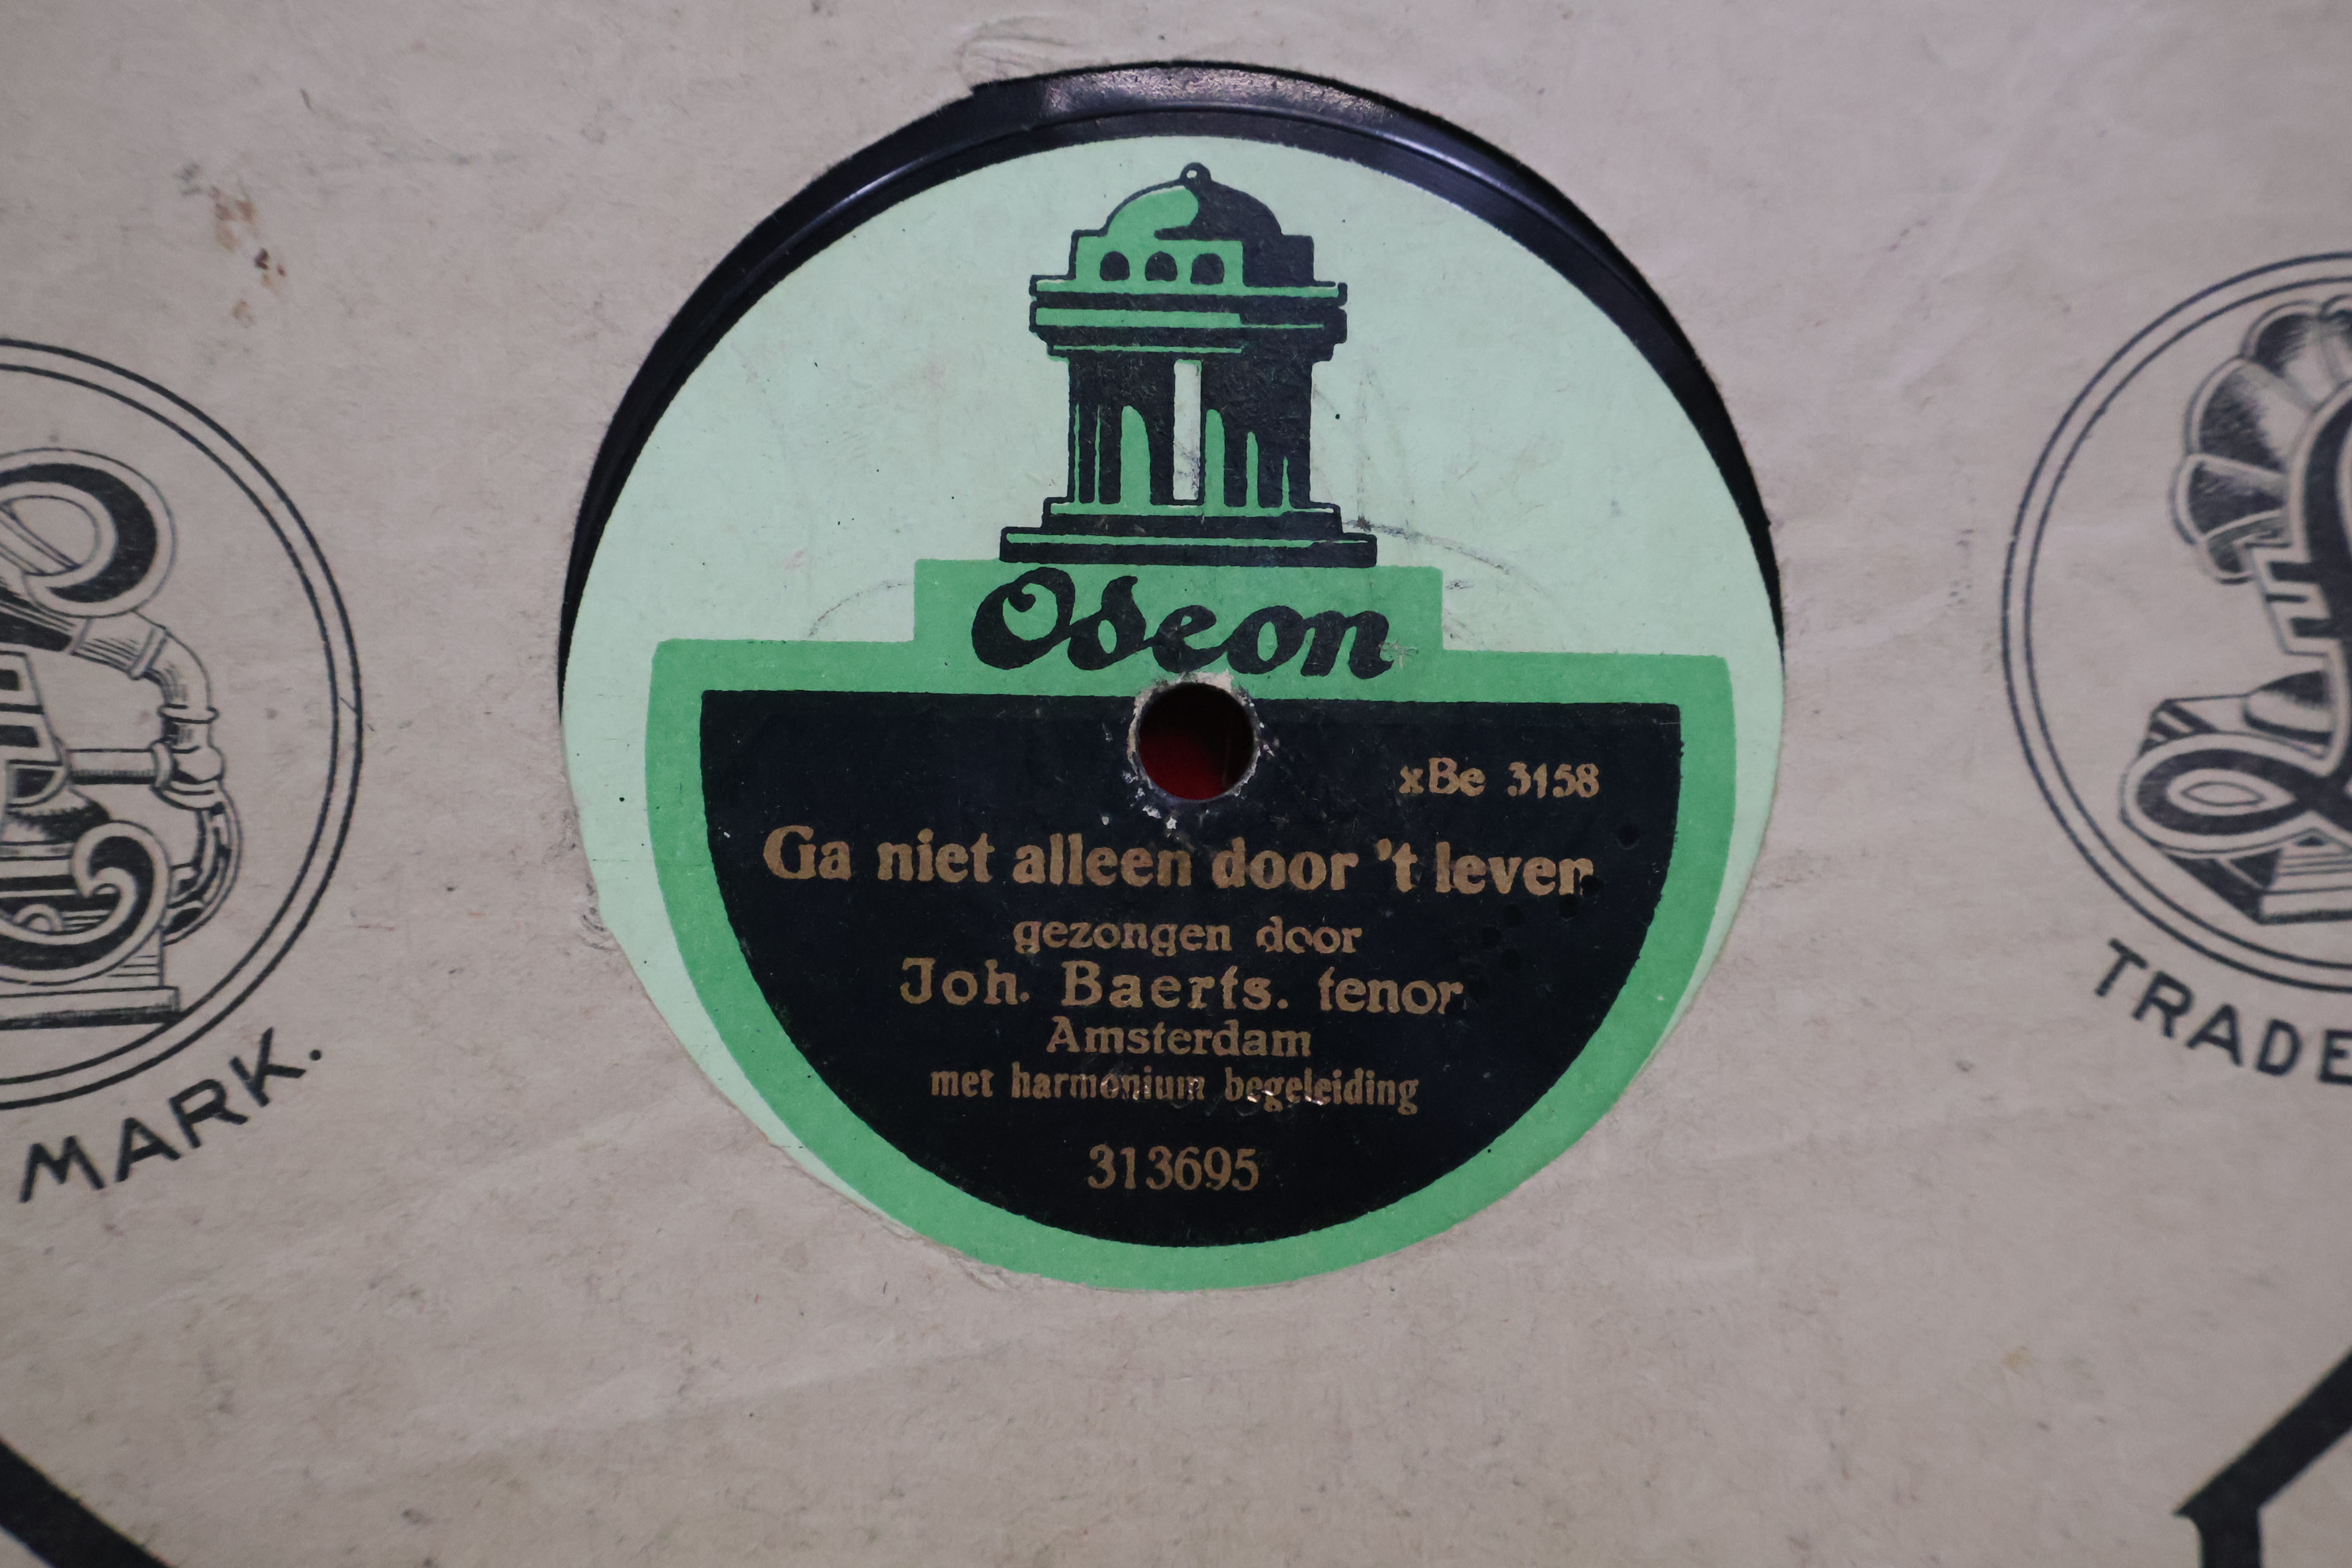 Odeon
xBe 3158
Ga niet alleen door 't leven
gezongen door
Joh. Baerts. tenor
Amsterdam
met harmonium begeleiding
313695
MARK.
TRADE